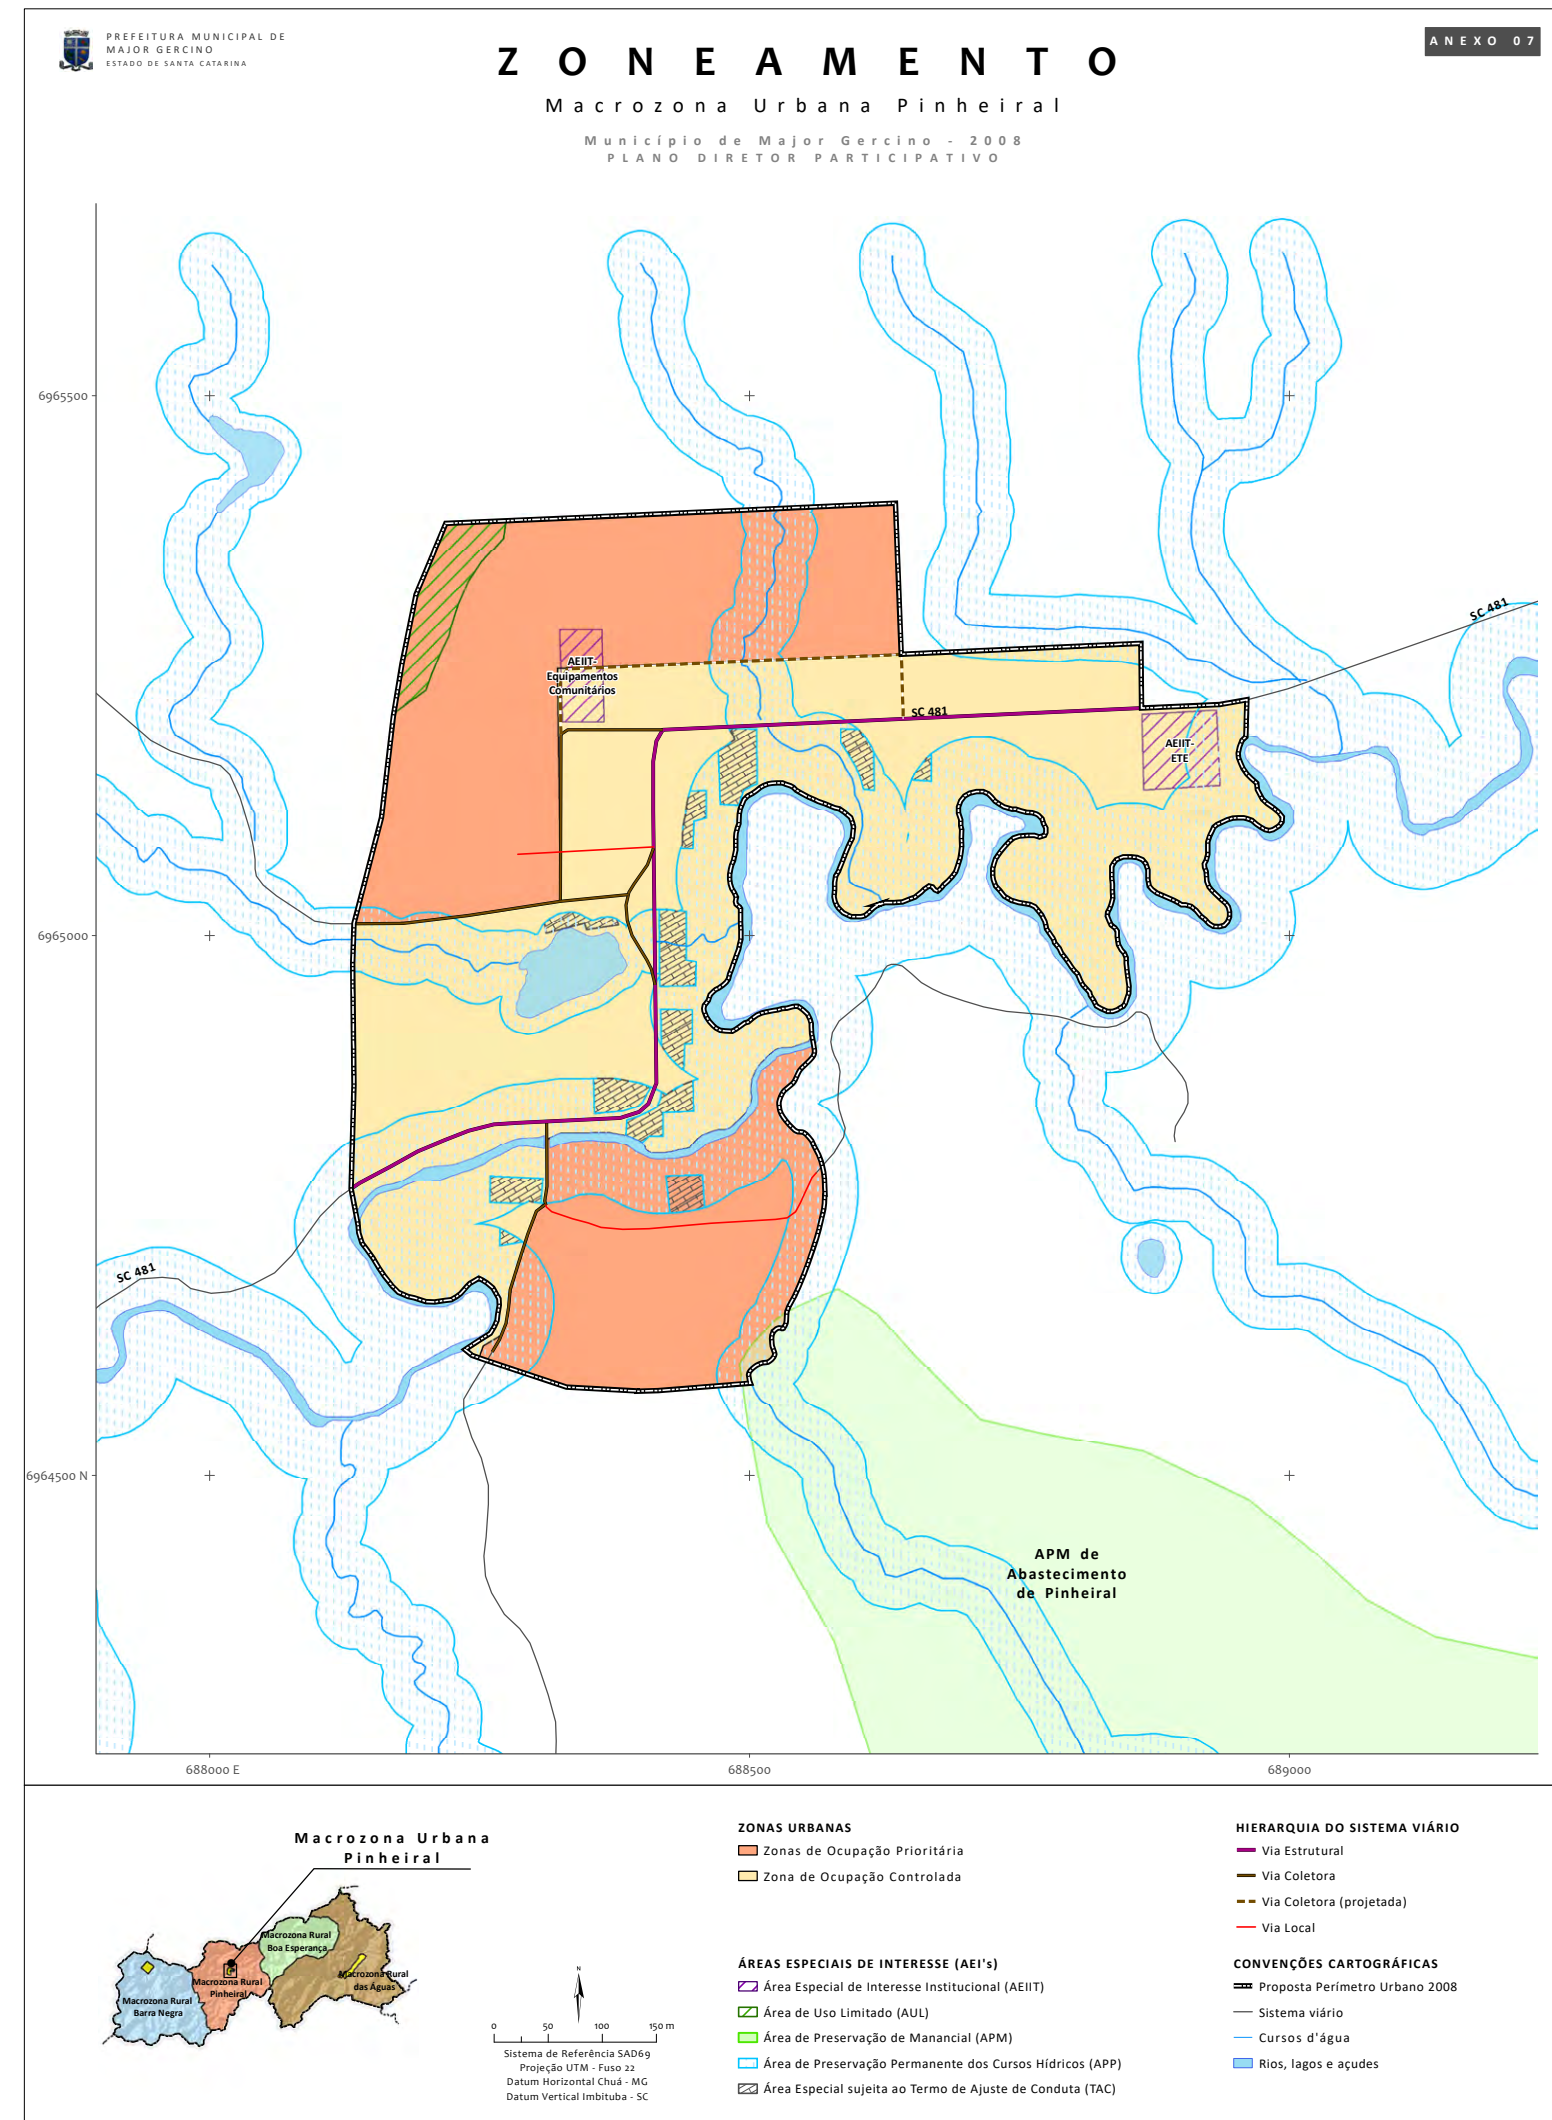 PREFEITURA MUNICIPAL DE
MAJOR GERCINO
ESTADO DE SANTA CATARINA
ZONEAMENTO
Macrozona Urbana Pinheiral
Município de Major Gercino - 2008
PLANO DIRETOR PARTICIPATIVO
ANEXO 07
6965500
6965000
6964500 N
688000 E
688500
689000
SC 481
AEIIT-
Equipamentos
Comunitários
SC 481
AEIIT-
ETE
SC 481
APM de
Abastecimento
de Pinheiral
Macrozona Urbana
Pinheiral
Macrozona Rural
Boa Esperança
Macrozona Rural
das Águas
Macrozona Rural
Pinheiral
Macrozona Rural
Barra Negra
N
0 50 100 150 m
Sistema de Referência SAD69
Projeção UTM - Fuso 22
Datum Horizontal Chuá - MG
Datum Vertical Imbituba - SC
ZONAS URBANAS
Zonas de Ocupação Prioritária
Zona de Ocupação Controlada
ÁREAS ESPECIAIS DE INTERESSE (AEI's)
Área Especial de Interesse Institucional (AEIIT)
Área de Uso Limitado (AUL)
Área de Preservação de Manancial (APM)
Área de Preservação Permanente dos Cursos Hídricos (APP)
Área Especial sujeita ao Termo de Ajuste de Conduta (TAC)
HIERARQUIA DO SISTEMA VIÁRIO
Via Estrutural
Via Coletora
Via Coletora (projetada)
Via Local
CONVENÇÕES CARTOGRÁFICAS
Proposta Perímetro Urbano 2008
Sistema viário
Cursos d'água
Rios, lagos e açudes